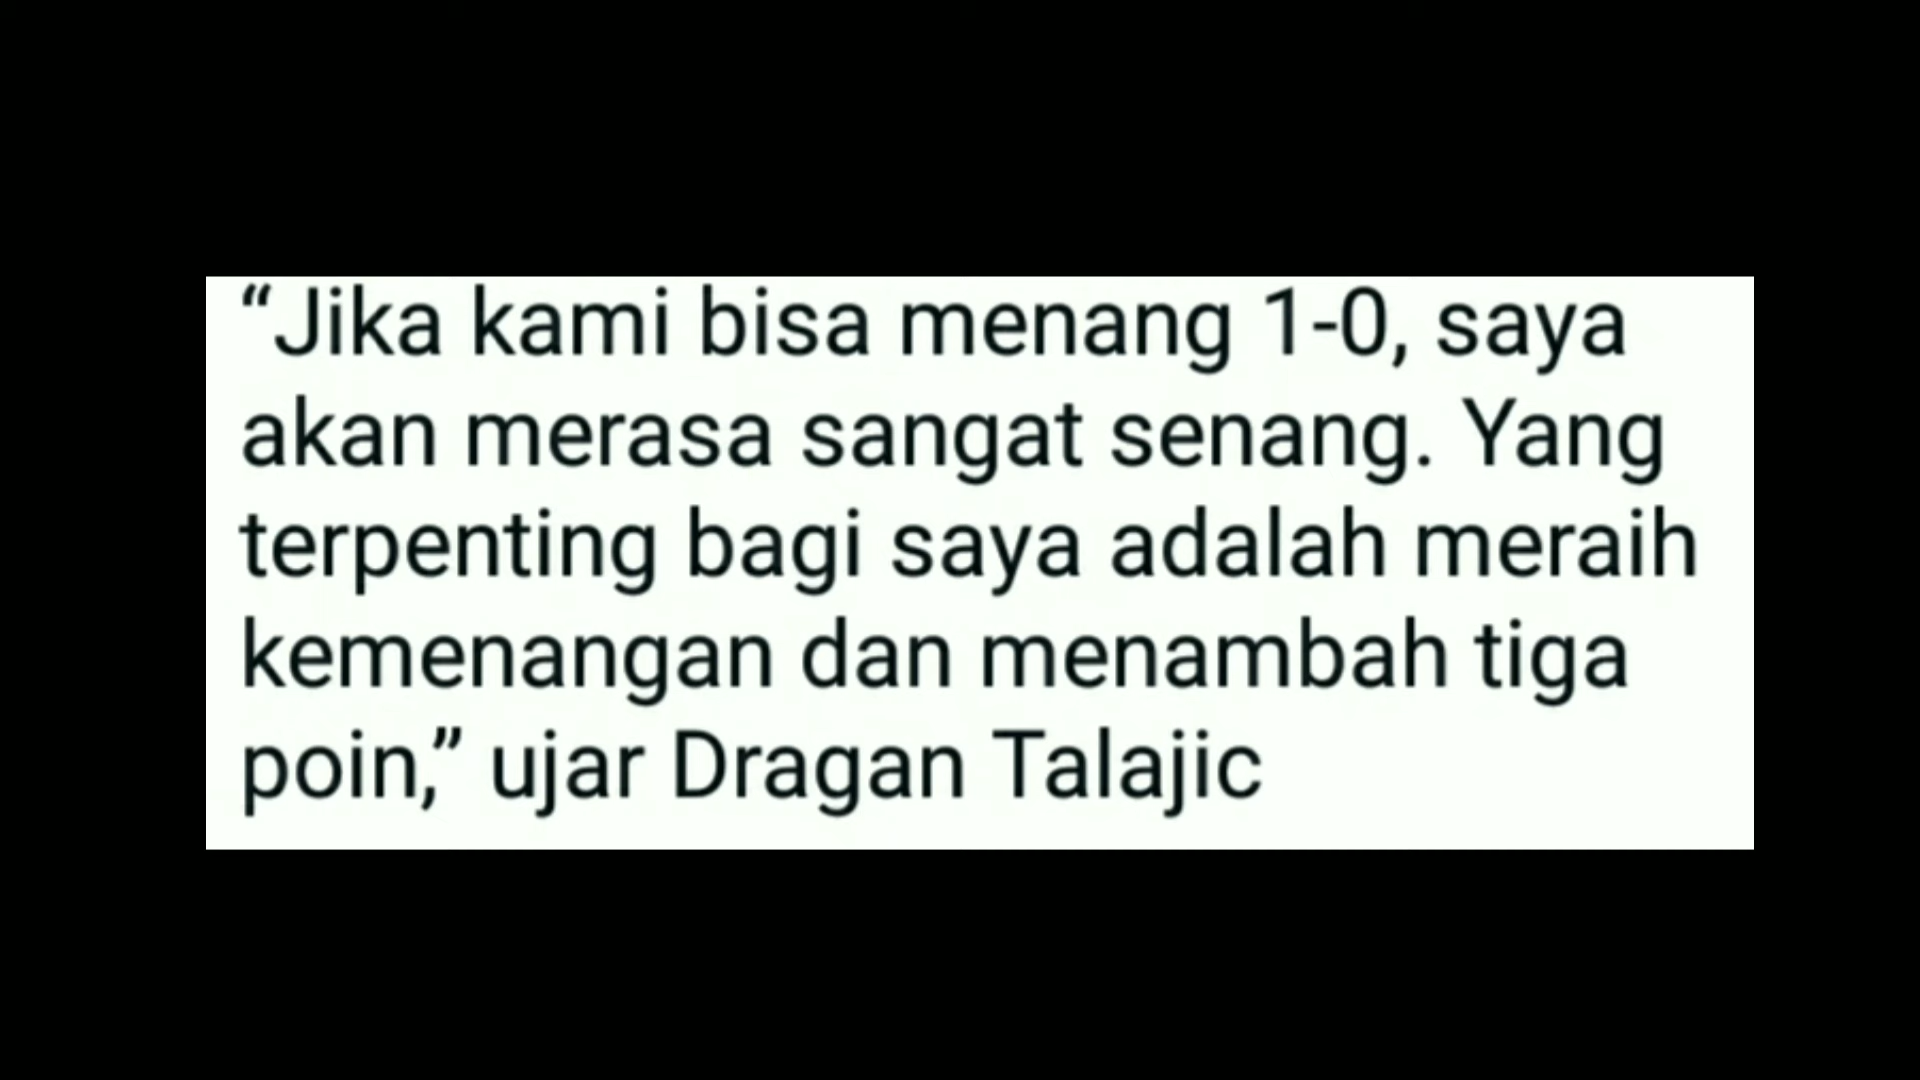 “Jika kami bisa menang 1-0, saya
akan merasa sangat senang. Yang
terpenting bagi saya adalah meraih
kemenangan dan menambah tiga
poin,” ujar Dragan Talajic